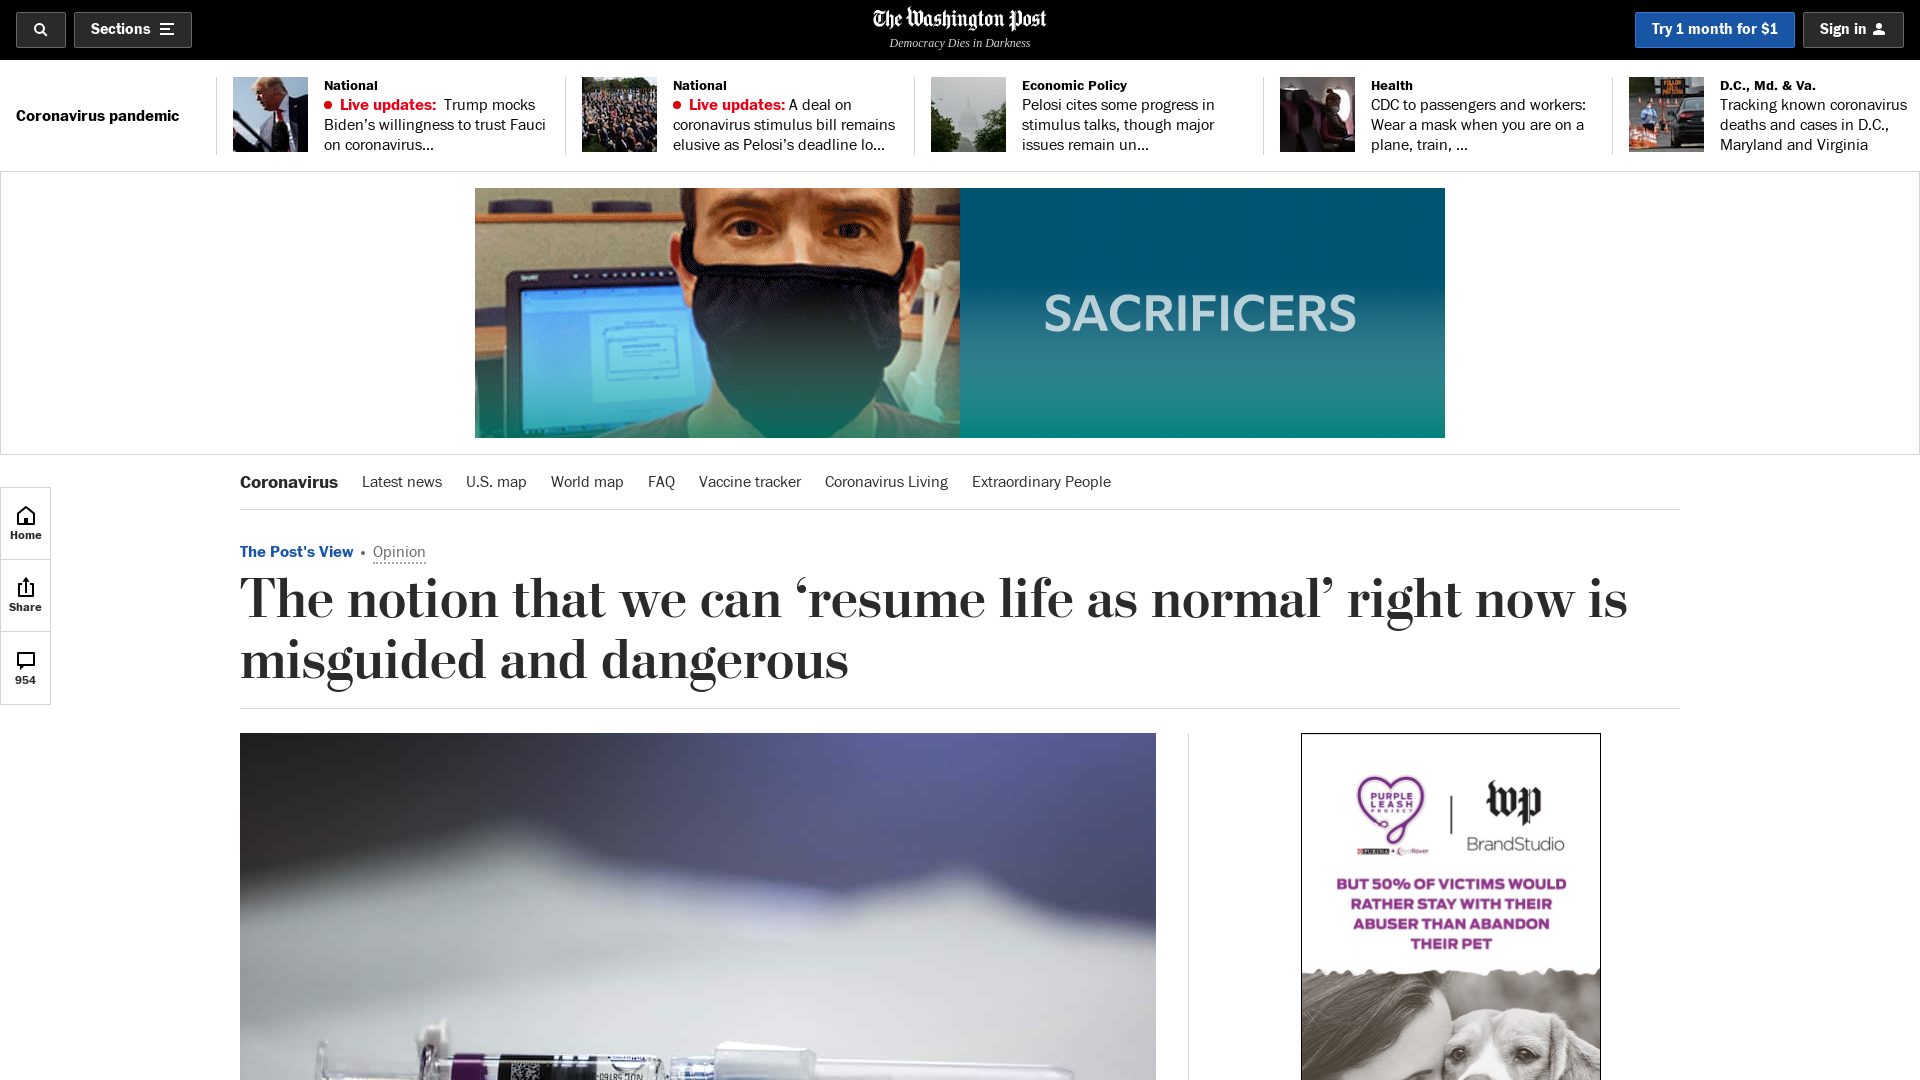 Sections
The Washington Post
Democracy Dies in Darkness
Try 1 month for $1
Sign in
Coronavirus pandemic
National
Live updates: Trump mocks
Biden’s willingness to trust Fauci
on coronavirus...
National
Live updates: A deal on
coronavirus stimulus bill remains
elusive as Pelosi’s deadline lo...
Economic Policy
Pelosi cites some progress in
stimulus talks, though major
issues remain un...
Health
CDC to passengers and workers:
Wear a mask when you are on a
plane, train, ...
D.C., Md. & Va.
Tracking known coronavirus
deaths and cases in D.C.,
Maryland and Virginia
SACRIFICERS
Coronavirus
Latest news
U.S. map
World map
FAQ
Vaccine tracker
Coronavirus Living
Extraordinary People
Home
Share
954
The Post's View • Opinion
The notion that we can ‘resume life as normal’ right now is
misguided and dangerous
PURPLE
LEASH
PROJECT
PURINA + RedRover
wp
BrandStudio
BUT 50% OF VICTIMS WOULD
RATHER STAY WITH THEIR
ABUSER THAN ABANDON
THEIR PET